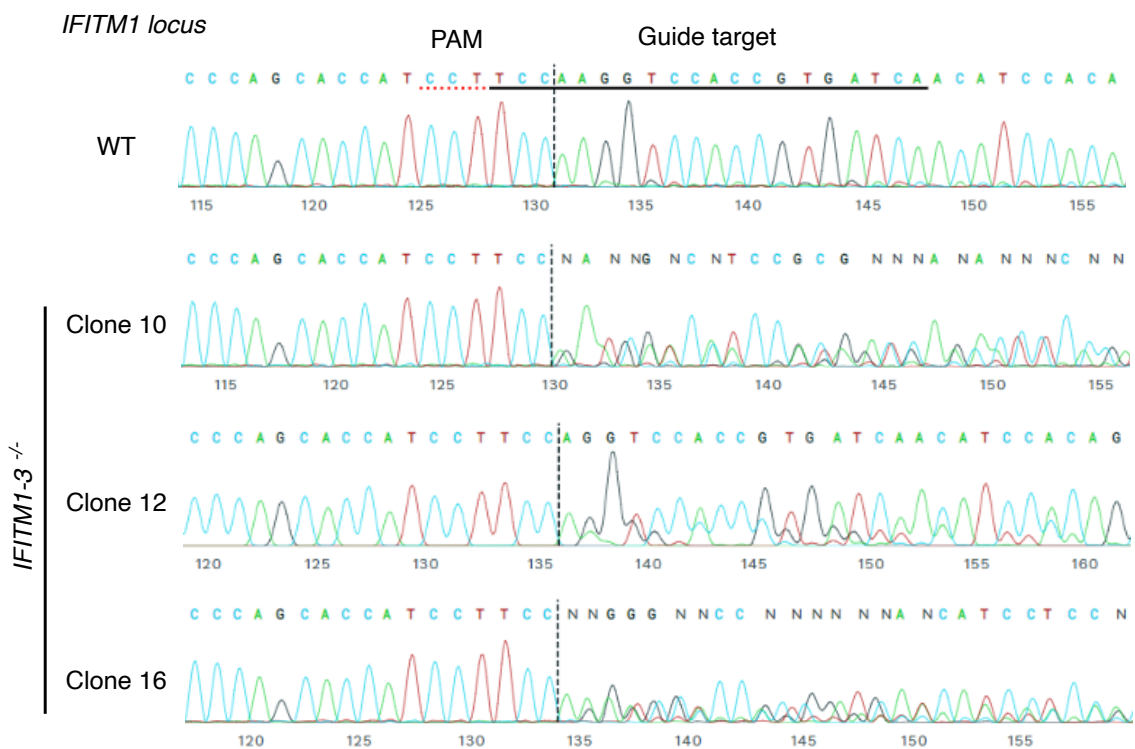 IFITM1 locus
PAM Guide target
C C C A G C A C C A T C C T T C C A A G G T C C A C C G T G A T C A A C A T C C A C A
WT
115 120 125 130 135 140 145 150 155
C C C A G C A C C A T C C T T C C N A N N G N C N T C C G C G N N N A N A N N N C N N
Clone 10
115 120 125 130 135 140 145 150 155
C C C A G C A C C A T C C T T C C A G G T C C A C C G T G A T C A A C A T C C A C A G
Clone 12
120 125 130 135 140 145 150 155 160
C C C A G C A C C A T C C T T C C N N G G G N N C C N N N N N N A N C A T C C T C C N
Clone 16
120 125 130 135 140 145 150 155
IFITM1-3 -/-